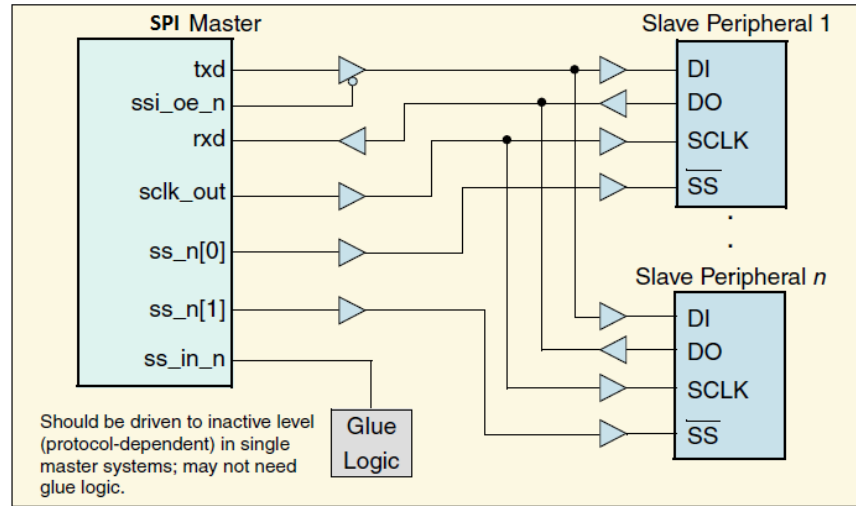 SPI Master
txd
ssi_oe_n
rxd
sclk_out
ss_n[0]
ss_n[1]
ss_in_n
Should be driven to inactive level
(protocol-dependent) in single
master systems; may not need
glue logic.
Glue
Logic
Slave Peripheral 1
DI
DO
SCLK
SS
.
.
Slave Peripheral n
DI
DO
SCLK
SS